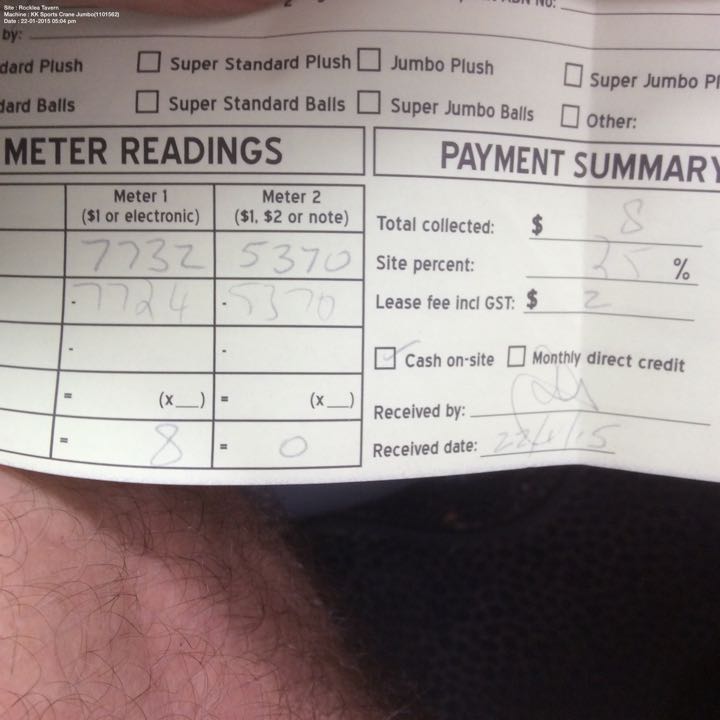 Site : Rocklea Tavern
Machine : KK Sports Crane Jumbo(1101562)
Date : 22-01-2015 05:04 pm
by:
dard Plush Super Standard Plush Jumbo Plush Super Jumbo Pl
dard Balls Super Standard Balls Super Jumbo Balls Other:
METER READINGS
Meter 1 Meter 2
($1 or electronic) ($1, $2 or note)
7732 5370
- 7724 - 5370
- -
= (x__) = (x__)
= 8 = 0
PAYMENT SUMMARY
Total collected: $ 8
Site percent: 25 %
Lease fee incl GST: $ 2
Cash on-site Monthly direct credit
Received by:
Received date: 22/1/15